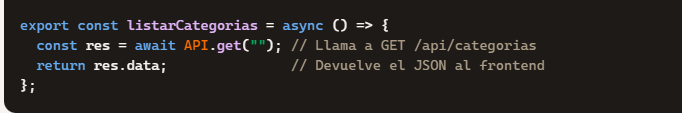 export const listarCategorias = async () => {
  const res = await API.get(""); // Llama a GET /api/categorias
  return res.data;               // Devuelve el JSON al frontend
};